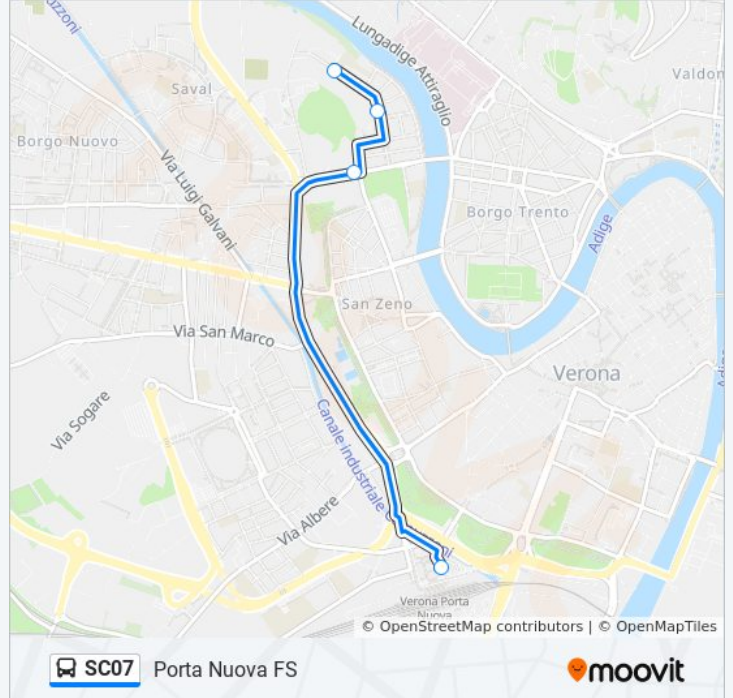 Lungadige Attiraglio
Saval
Valdon
Borgo Nuovo
Via Luigi Galvani
Borgo Trento
Adige
San Zeno
Via San Marco
Verona
Via Sogare
Canale industriale
Via Albere
Verona Porta
Nuova
© OpenStreetMap contributors | © OpenMapTiles
SC07 Porta Nuova FS
moovit